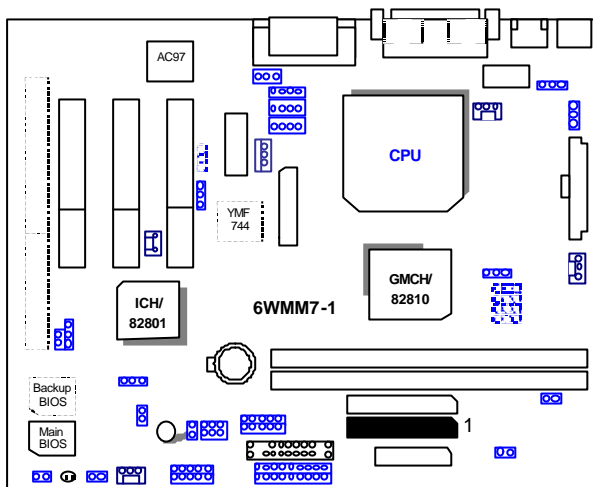 AC97
CPU
YMF
744
GMCH/
82810
ICH/
82801
6WMM7-1
Backup
BIOS
Main
BIOS
1